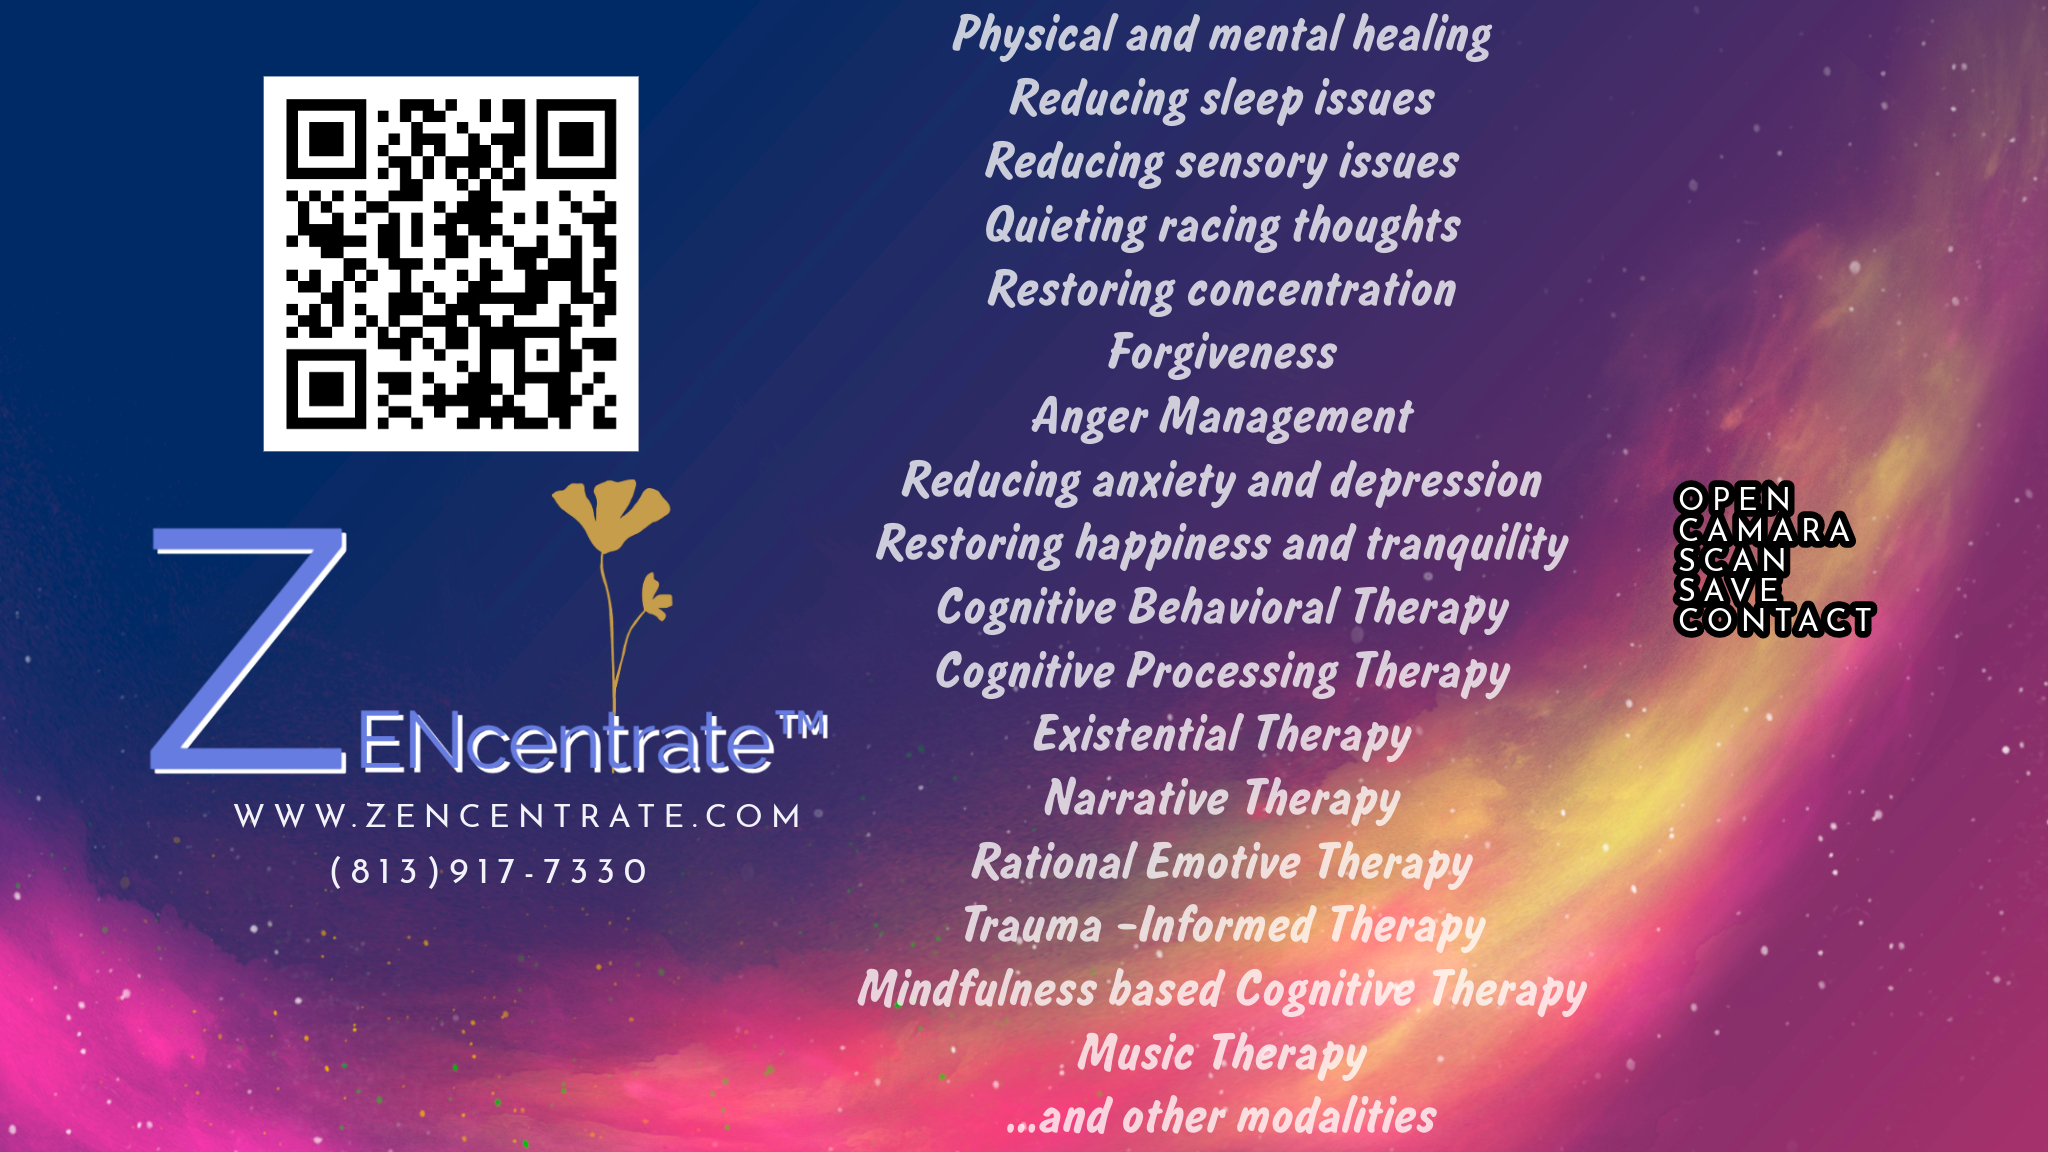 ZENcentrate™
WWW.ZENCENTRATE.COM
(813)917-7330
Physical and mental healing
Reducing sleep issues
Reducing sensory issues
Quieting racing thoughts
Restoring concentration
Forgiveness
Anger Management
Reducing anxiety and depression
Restoring happiness and tranquility
Cognitive Behavioral Therapy
Cognitive Processing Therapy
Existential Therapy
Narrative Therapy
Rational Emotive Therapy
Trauma -Informed Therapy
Mindfulness based Cognitive Therapy
Music Therapy
...and other modalities
OPEN
CAMARA
SCAN
SAVE
CONTACT